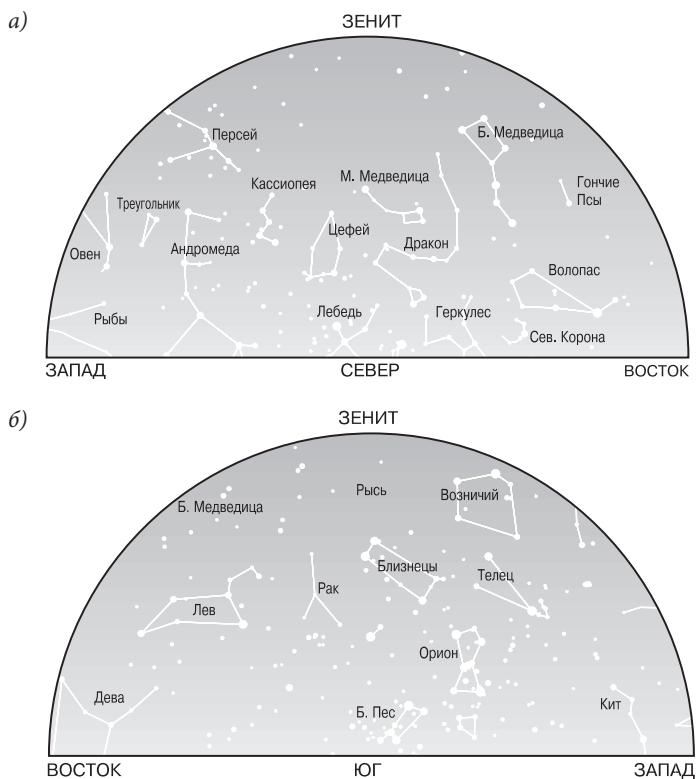 а)
ЗЕНИТ
Персей
Б. Медведица
Кассиопея
М. Медведица
Гончие
Псы
Треугольник
Цефей
Андромеда
Дракон
Овен
Волопас
Рыбы
Лебедь
Геркулес
Сев. Корона
ЗАПАД
СЕВЕР
ВОСТОК
б)
ЗЕНИТ
Рысь
Возничий
Б. Медведица
Близнецы
Телец
Рак
Лев
Орион
Дева
Кит
Б. Пес
ВОСТОК
ЮГ
ЗАПАД